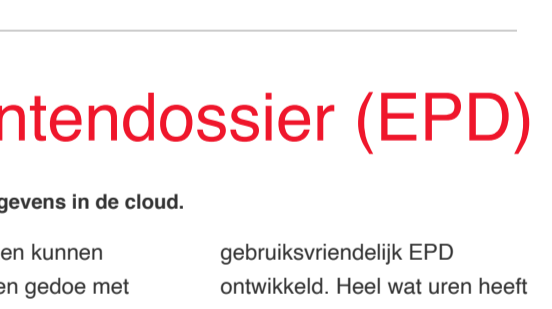 ntendossier (EPD)
gevens in de cloud.
en kunnen
en gedoe met
gebruiksvriendelijk EPD
ontwikkeld. Heel wat uren heeft